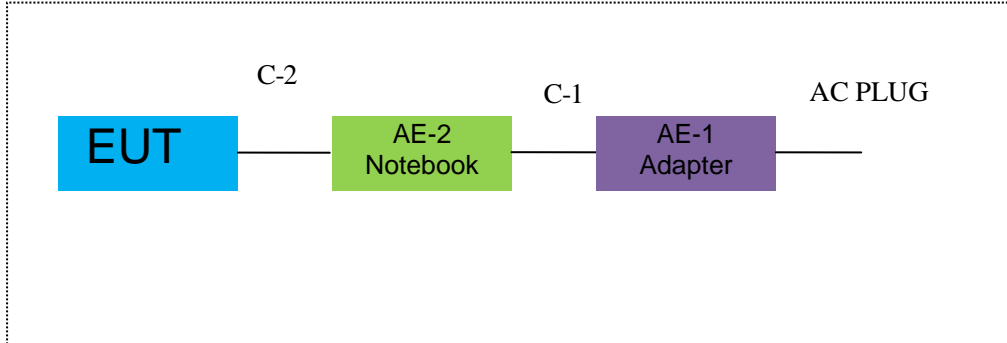 C-2
C-1
AC PLUG
EUT
AE-2
Notebook
AE-1
Adapter